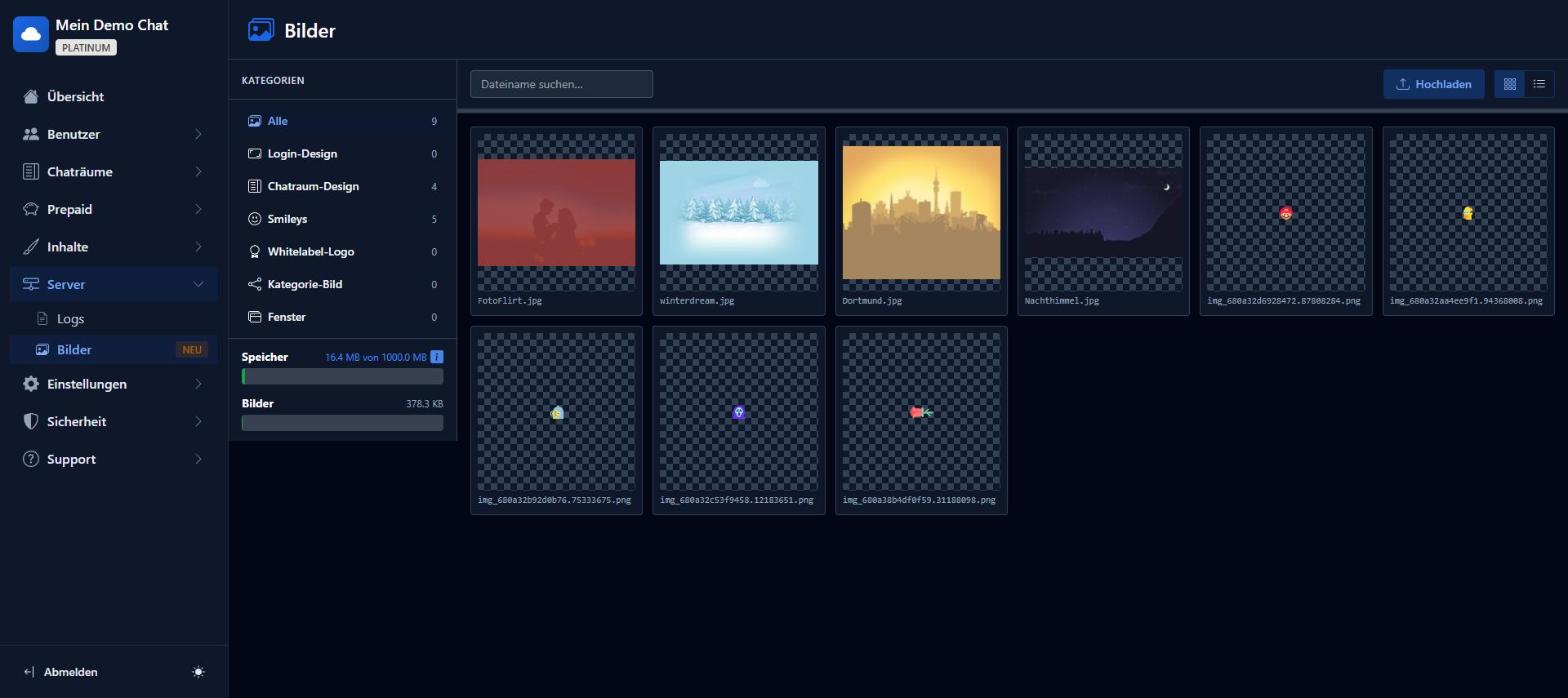 Mein Demo Chat
PLATINUM
Übersicht
Benutzer
Chaträume
Prepaid
Inhalte
Server
Logs
Bilder NEU
Einstellungen
Sicherheit
Support
Abmelden
Bilder
KATEGORIEN
Alle 9
Login-Design 0
Chatraum-Design 4
Smileys 5
Whitelabel-Logo 0
Kategorie-Bild 0
Fenster 0
Speicher 16.4 MB von 1000.0 MB i
Bilder 378.3 KB
Dateiname suchen...
Hochladen
FotoFlirt.jpg
winterdream.jpg
Dortmund.jpg
Nachthimmel.jpg
img_680a32d6928472.87808284.png
img_680a32aa4ee9f1.94368008.png
img_680a32b92d0b76.75333675.png
img_680a32c53f9458.12183651.png
img_680a38b4df0f59.31188098.png